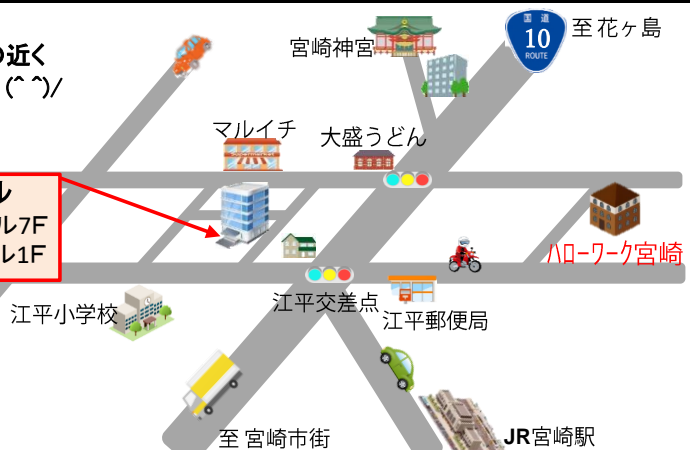 の近く
(^ ^)/
宮崎神宮
国道
10
ROUTE
至花ヶ島
マルイチ
大盛うどん
ル
ル7F
ル1F
ハローワーク宮崎
江平小学校
江平交差点
江平郵便局
至 宮崎市街
JR宮崎駅